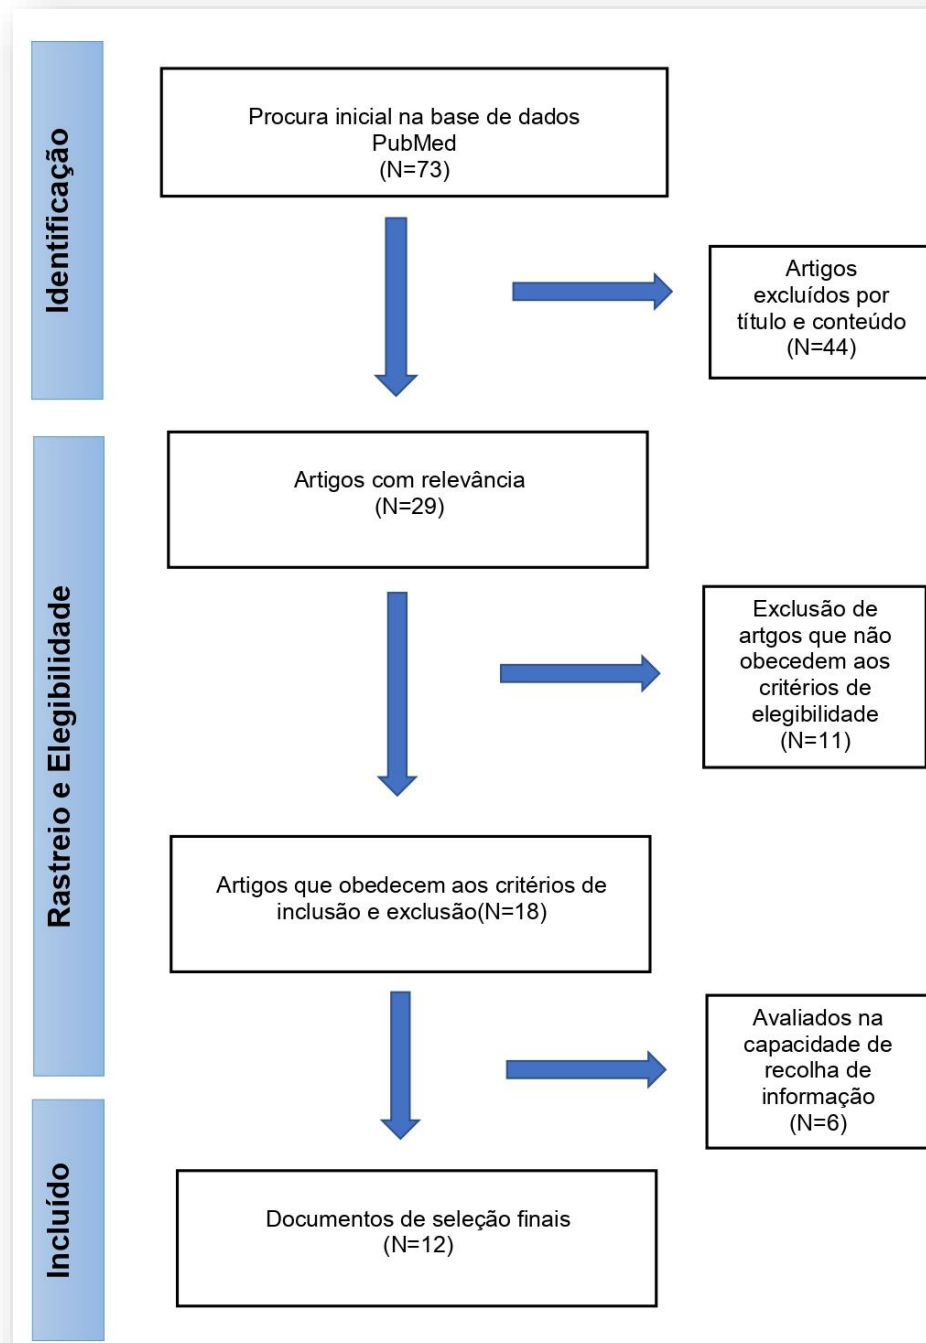 Identificação
Procura inicial na base de dados
PubMed
(N=73)
Artigos
excluídos por
título e conteúdo
(N=44)
Rastreio e Elegibilidade
Artigos com relevância
(N=29)
Exclusão de
artgos que não
obecedem aos
critérios de
elegibilidade
(N=11)
Artigos que obedecem aos critérios de
inclusão e exclusão(N=18)
Avaliados na
capacidade de
recolha de
informação
(N=6)
Incluído
Documentos de seleção finais
(N=12)